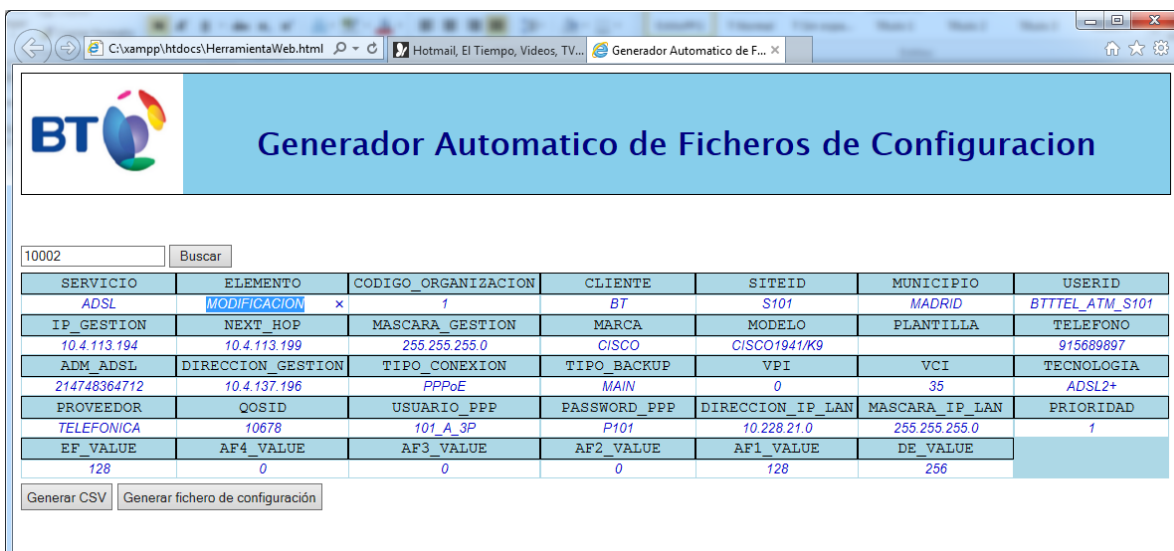 C:\xampp\htdocs\HerramientaWeb.html
Hotmail, El Tiempo, Videos, TV...
Generador Automatico de F...
BT
Generador Automatico de Ficheros de Configuracion
10002 Buscar
SERVICIO ELEMENTO CODIGO_ORGANIZACION CLIENTE SITEID MUNICIPIO USERID
ADSL MODIFICACION 1 BT S101 MADRID BTTTEL_ATM_S101
IP_GESTION NEXT_HOP MASCARA_GESTION MARCA MODELO PLANTILLA TELEFONO
10.4.113.194 10.4.113.199 255.255.255.0 CISCO CISCO1941/K9 915689897
ADM_ADSL DIRECCION_GESTION TIPO_CONEXION TIPO_BACKUP VPI VCI TECNOLOGIA
214748364712 10.4.137.196 PPPoE MAIN 0 35 ADSL2+
PROVEEDOR QOSID USUARIO_PPP PASSWORD_PPP DIRECCION_IP_LAN MASCARA_IP_LAN PRIORIDAD
TELEFONICA 10678 101_A_3P P101 10.228.21.0 255.255.255.0 1
EF_VALUE AF4_VALUE AF3_VALUE AF2_VALUE AF1_VALUE DE_VALUE
128 0 0 0 128 256
Generar CSV Generar fichero de configuración